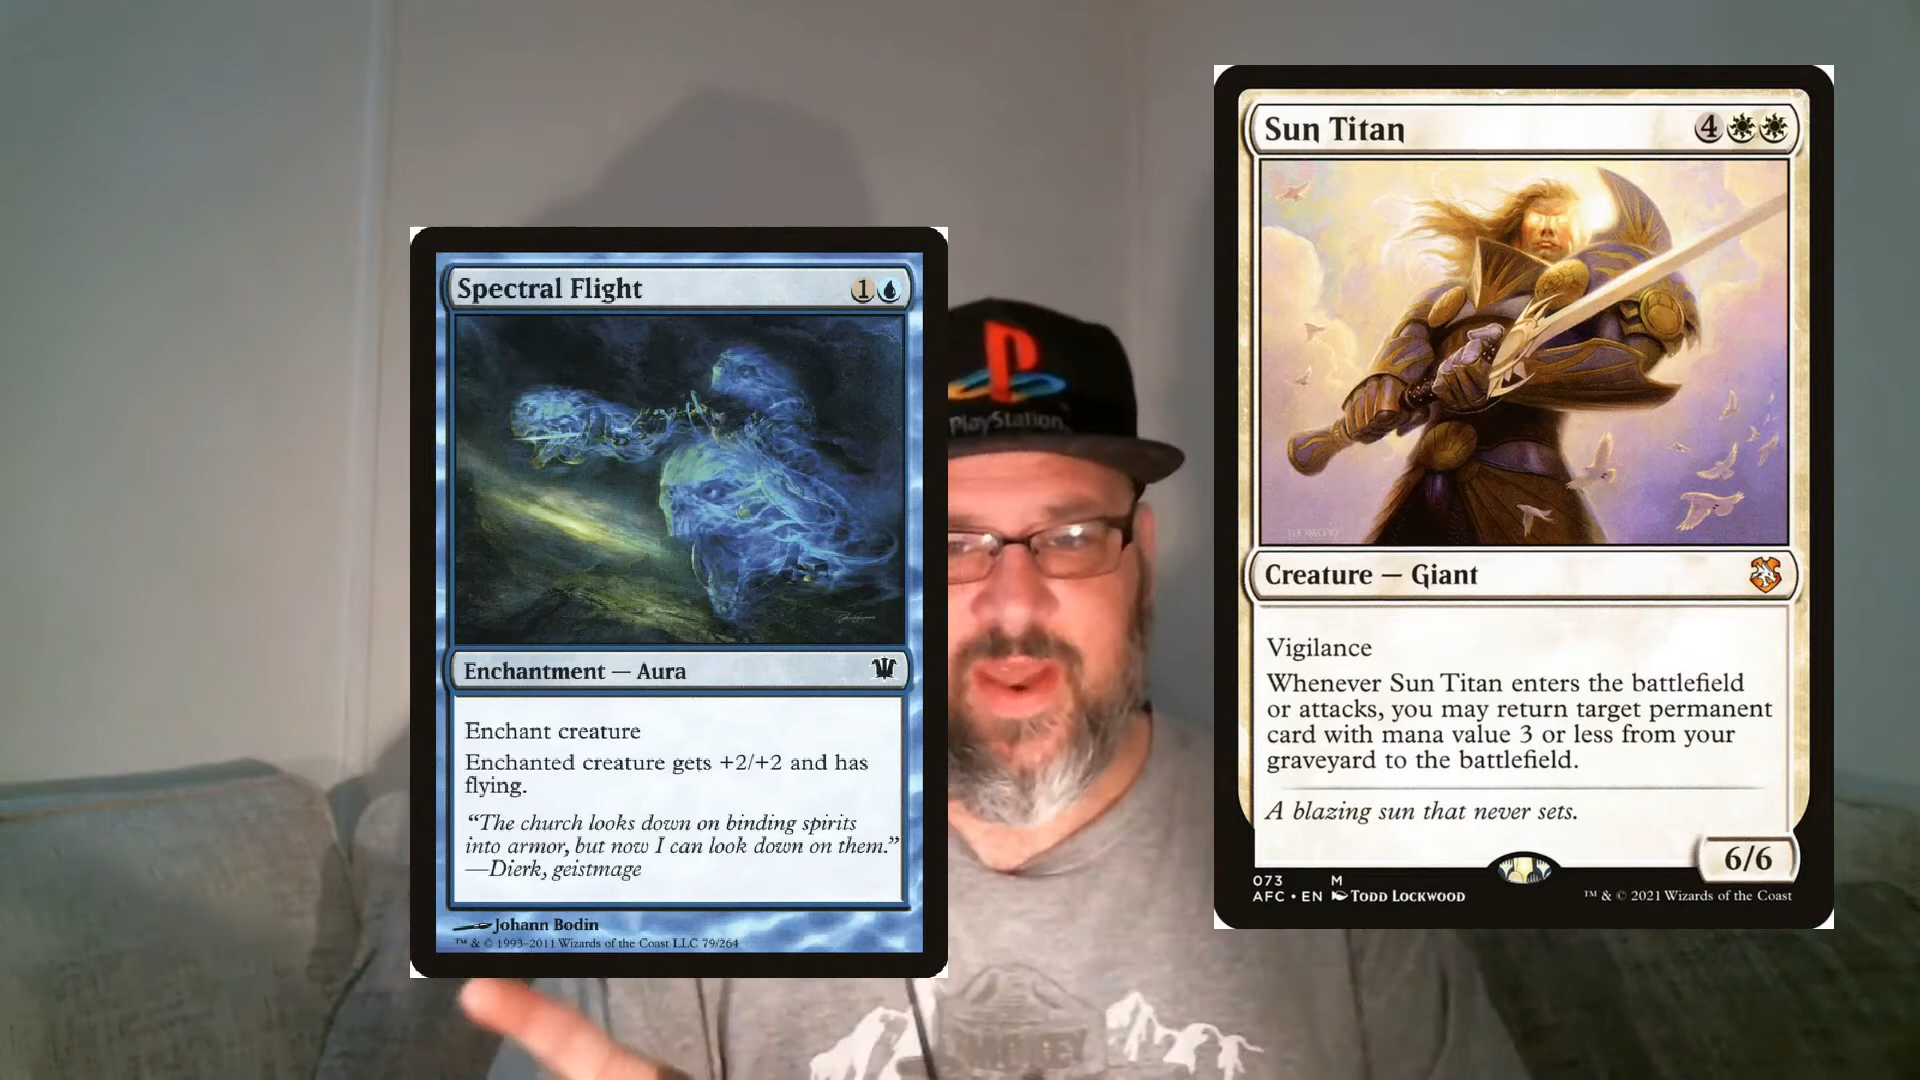 Spectral Flight
1
Enchantment — Aura
Enchant creature
Enchanted creature gets +2/+2 and has
flying.
“The church looks down on binding spirits
into armor, but now I can look down on them.”
—Dierk, geistmage
Johann Bodin
™ & © 1993–2011 Wizards of the Coast LLC 79/264
PlayStation
Sun Titan
4
Creature — Giant
Vigilance
Whenever Sun Titan enters the battlefield
or attacks, you may return target permanent
card with mana value 3 or less from your
graveyard to the battlefield.
A blazing sun that never sets.
6/6
073 M
AFC • EN Todd Lockwood
™ & © 2021 Wizards of the Coast